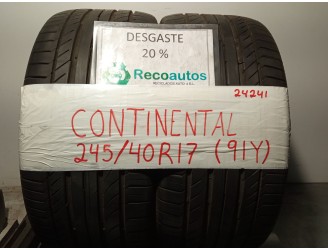 DESGASTE
20 %
Recoautos
24241
CONTINENTAL
245/40R17 (91Y)